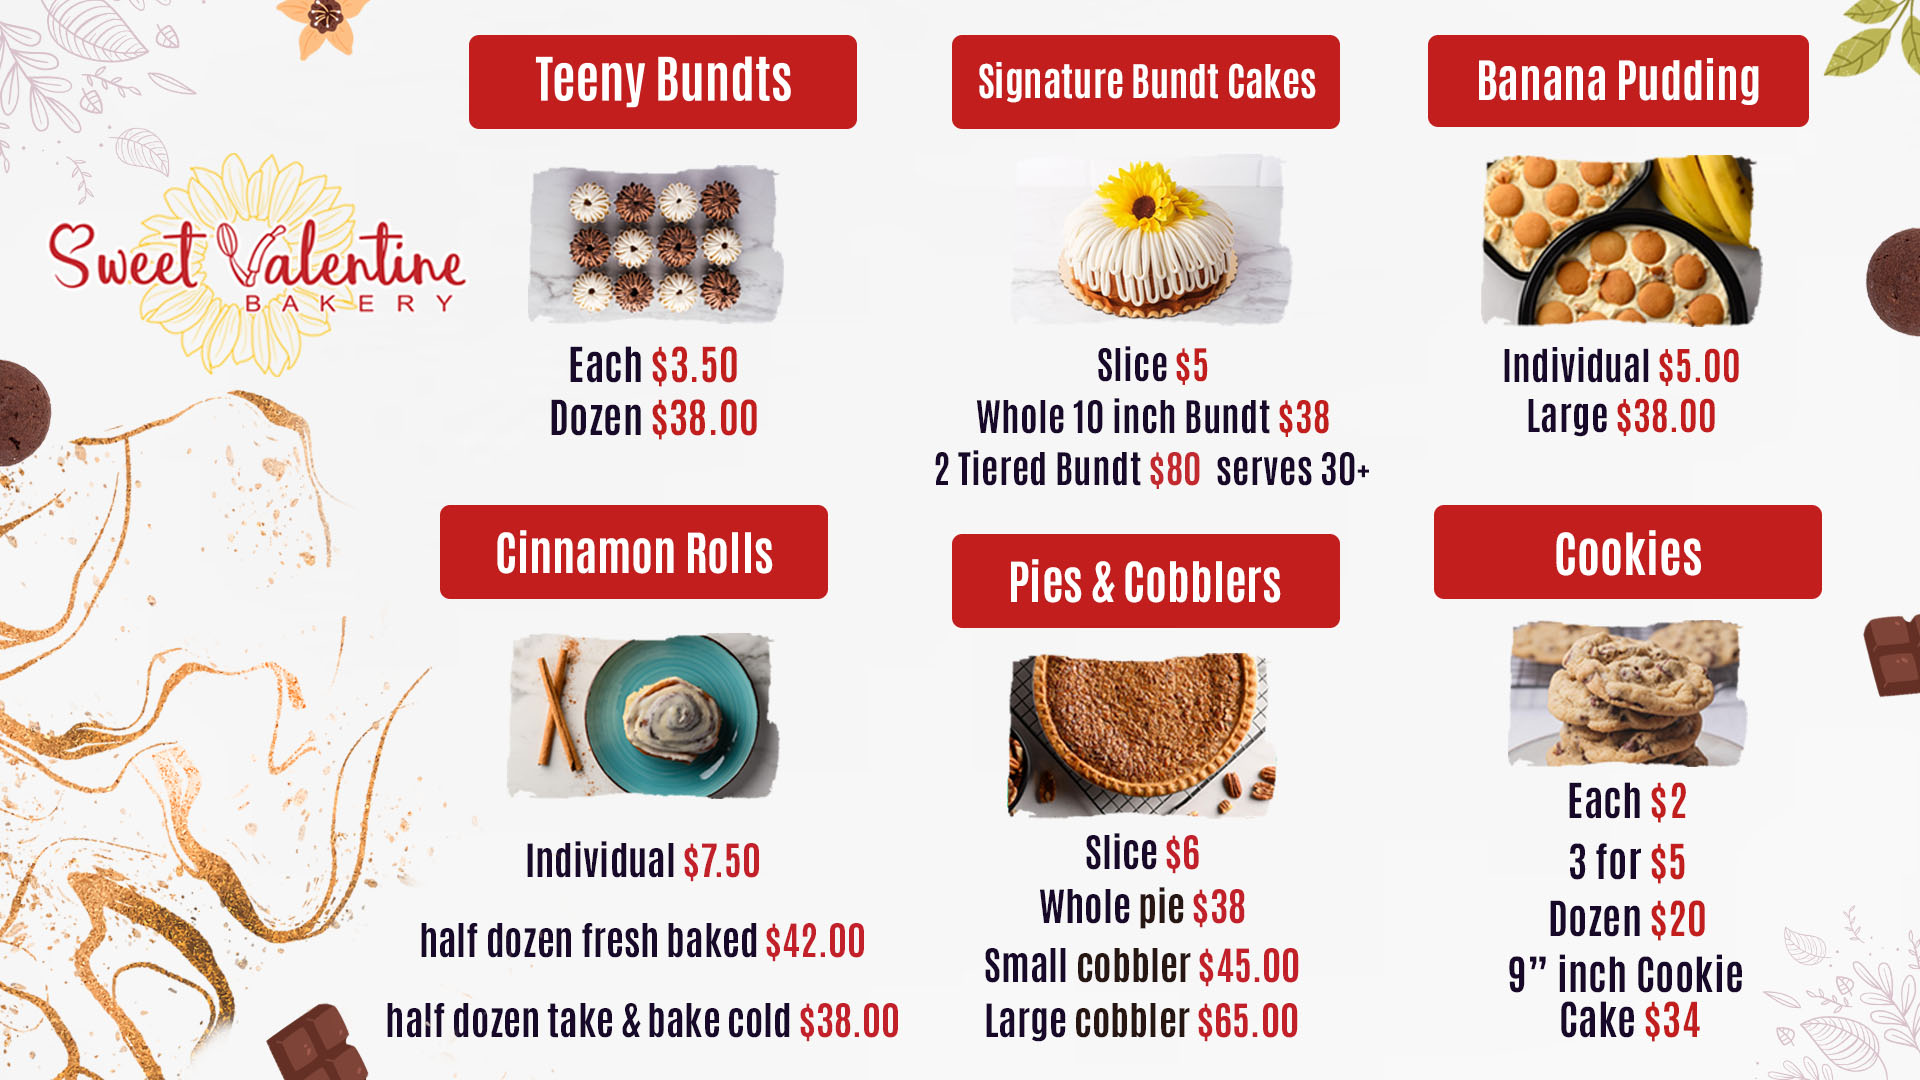 Sweet Valentine
BAKERY
Teeny Bundts
Each $3.50
Dozen $38.00
Signature Bundt Cakes
Slice $5
Whole 10 inch Bundt $38
2 Tiered Bundt $80 serves 30+
Banana Pudding
Individual $5.00
Large $38.00
Cinnamon Rolls
Individual $7.50
half dozen fresh baked $42.00
half dozen take & bake cold $38.00
Pies & Cobblers
Slice $6
Whole pie $38
Small cobbler $45.00
Large cobbler $65.00
Cookies
Each $2
3 for $5
Dozen $20
9” inch Cookie
Cake $34